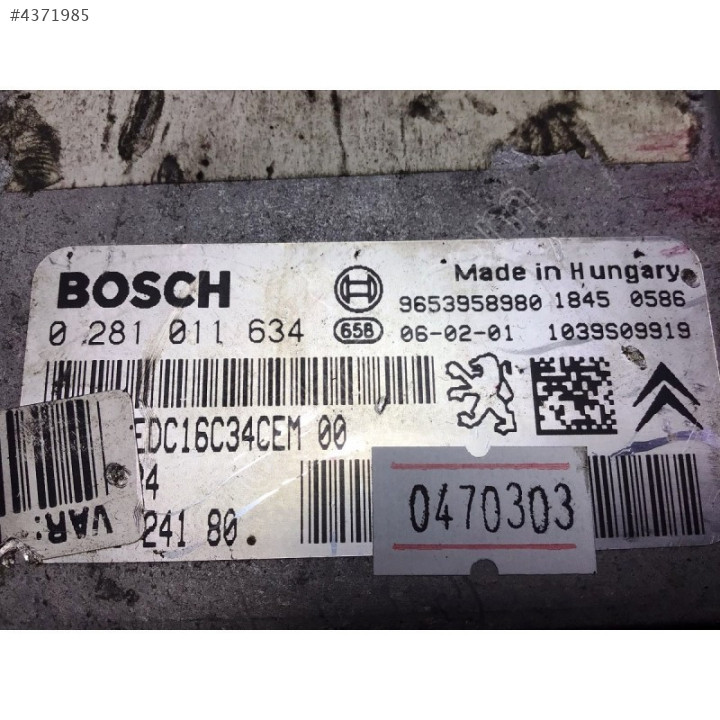 #4371985
BOSCH
Made in Hungary
9653958980 1845 0586
0 281 011 634
658
06-02-01 1039S09919
EDC16C34CEM 00
4
0470303
241 80
VAR: